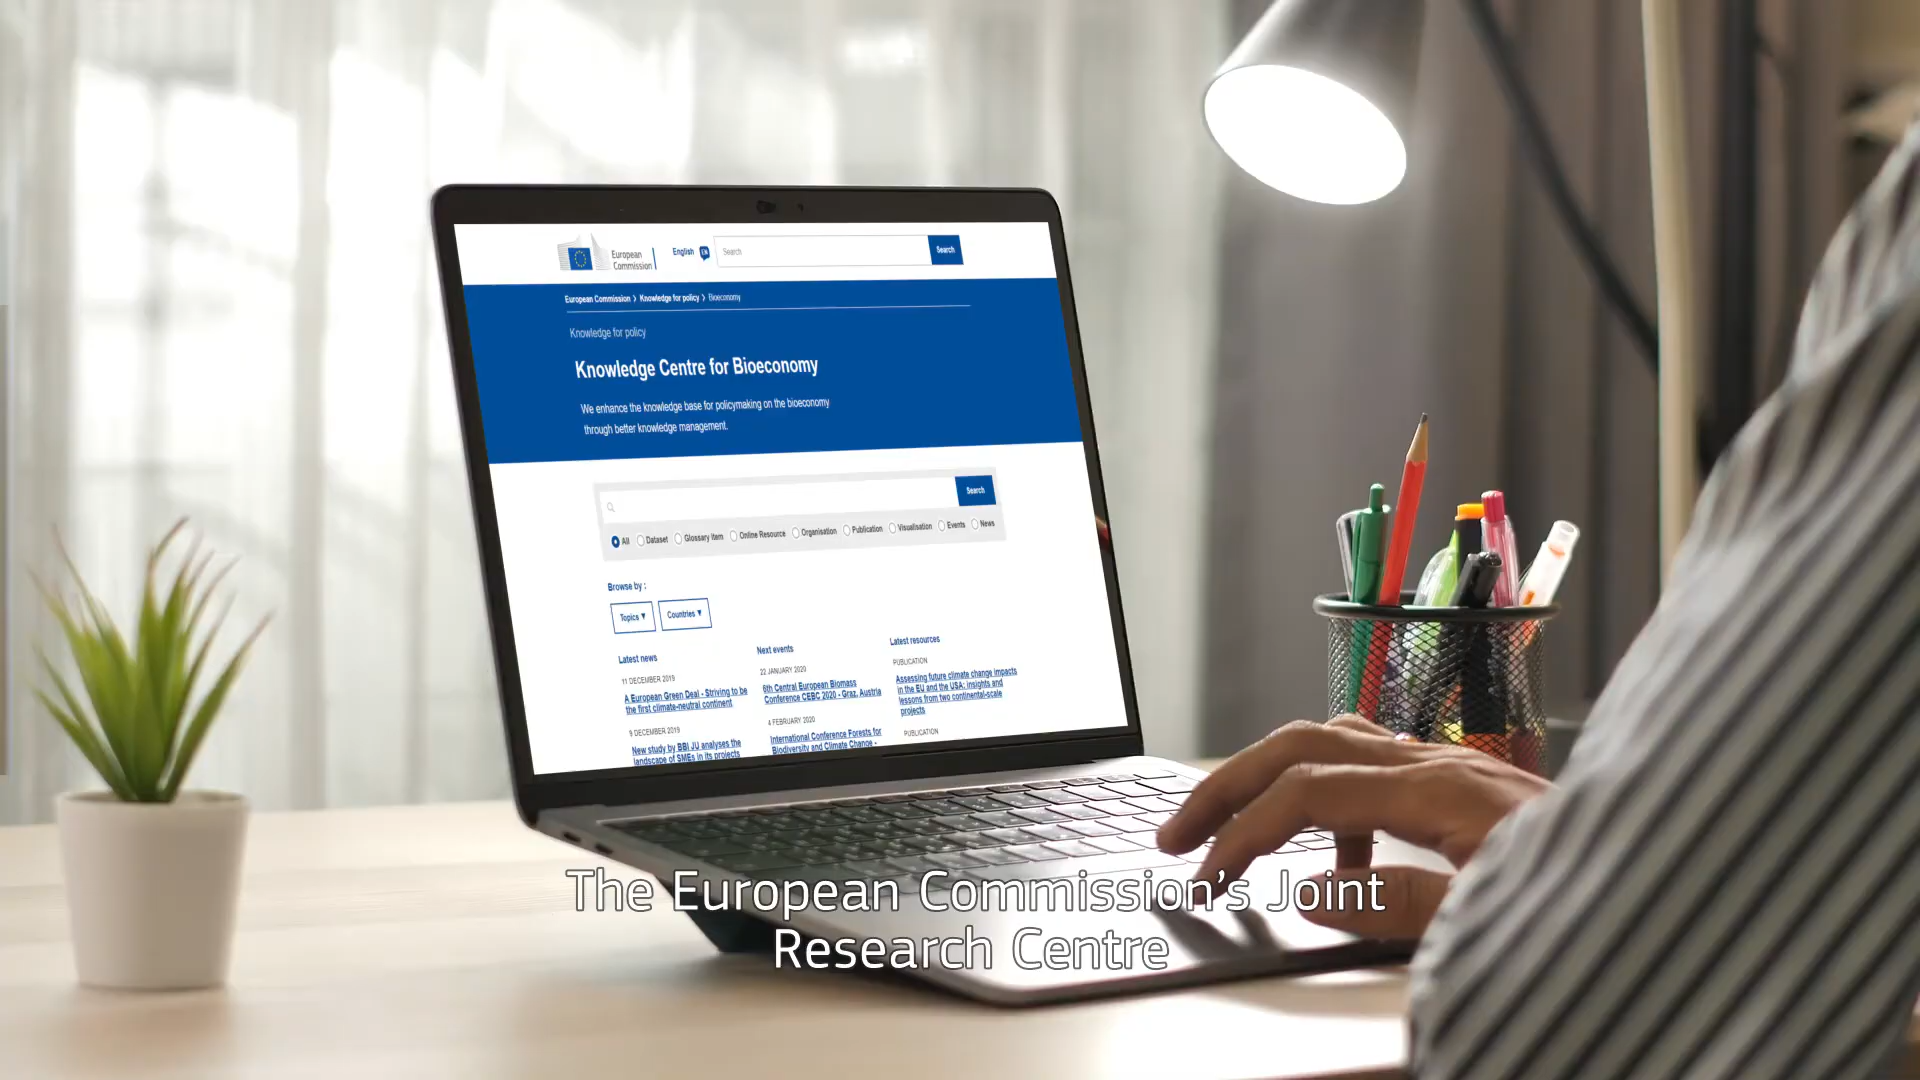 European
Commission
English
EN
Search
Search
European Commission > Knowledge for policy > Bioeconomy
Knowledge for policy
Knowledge Centre for Bioeconomy
We enhance the knowledge base for policymaking on the bioeconomy
through better knowledge management.
Search
All Dataset Glossary Item Online Resource Organisation Publication Visualisation Events News
Browse by :
Topics ▼ Countries ▼
Latest news
11 DECEMBER 2019
A European Green Deal - Striving to be
the first climate-neutral continent
9 DECEMBER 2019
New study by BBI JU analyses the
landscape of SMEs in its projects
Next events
22 JANUARY 2020
6th Central European Biomass
Conference CEBC 2020 - Graz, Austria
4 FEBRUARY 2020
International Conference Forests for
Biodiversity and Climate Change -
Latest resources
PUBLICATION
Assessing future climate change impacts
in the EU and the USA: insights and
lessons from two continental-scale
projects
PUBLICATION
The European Commission’s Joint
Research Centre